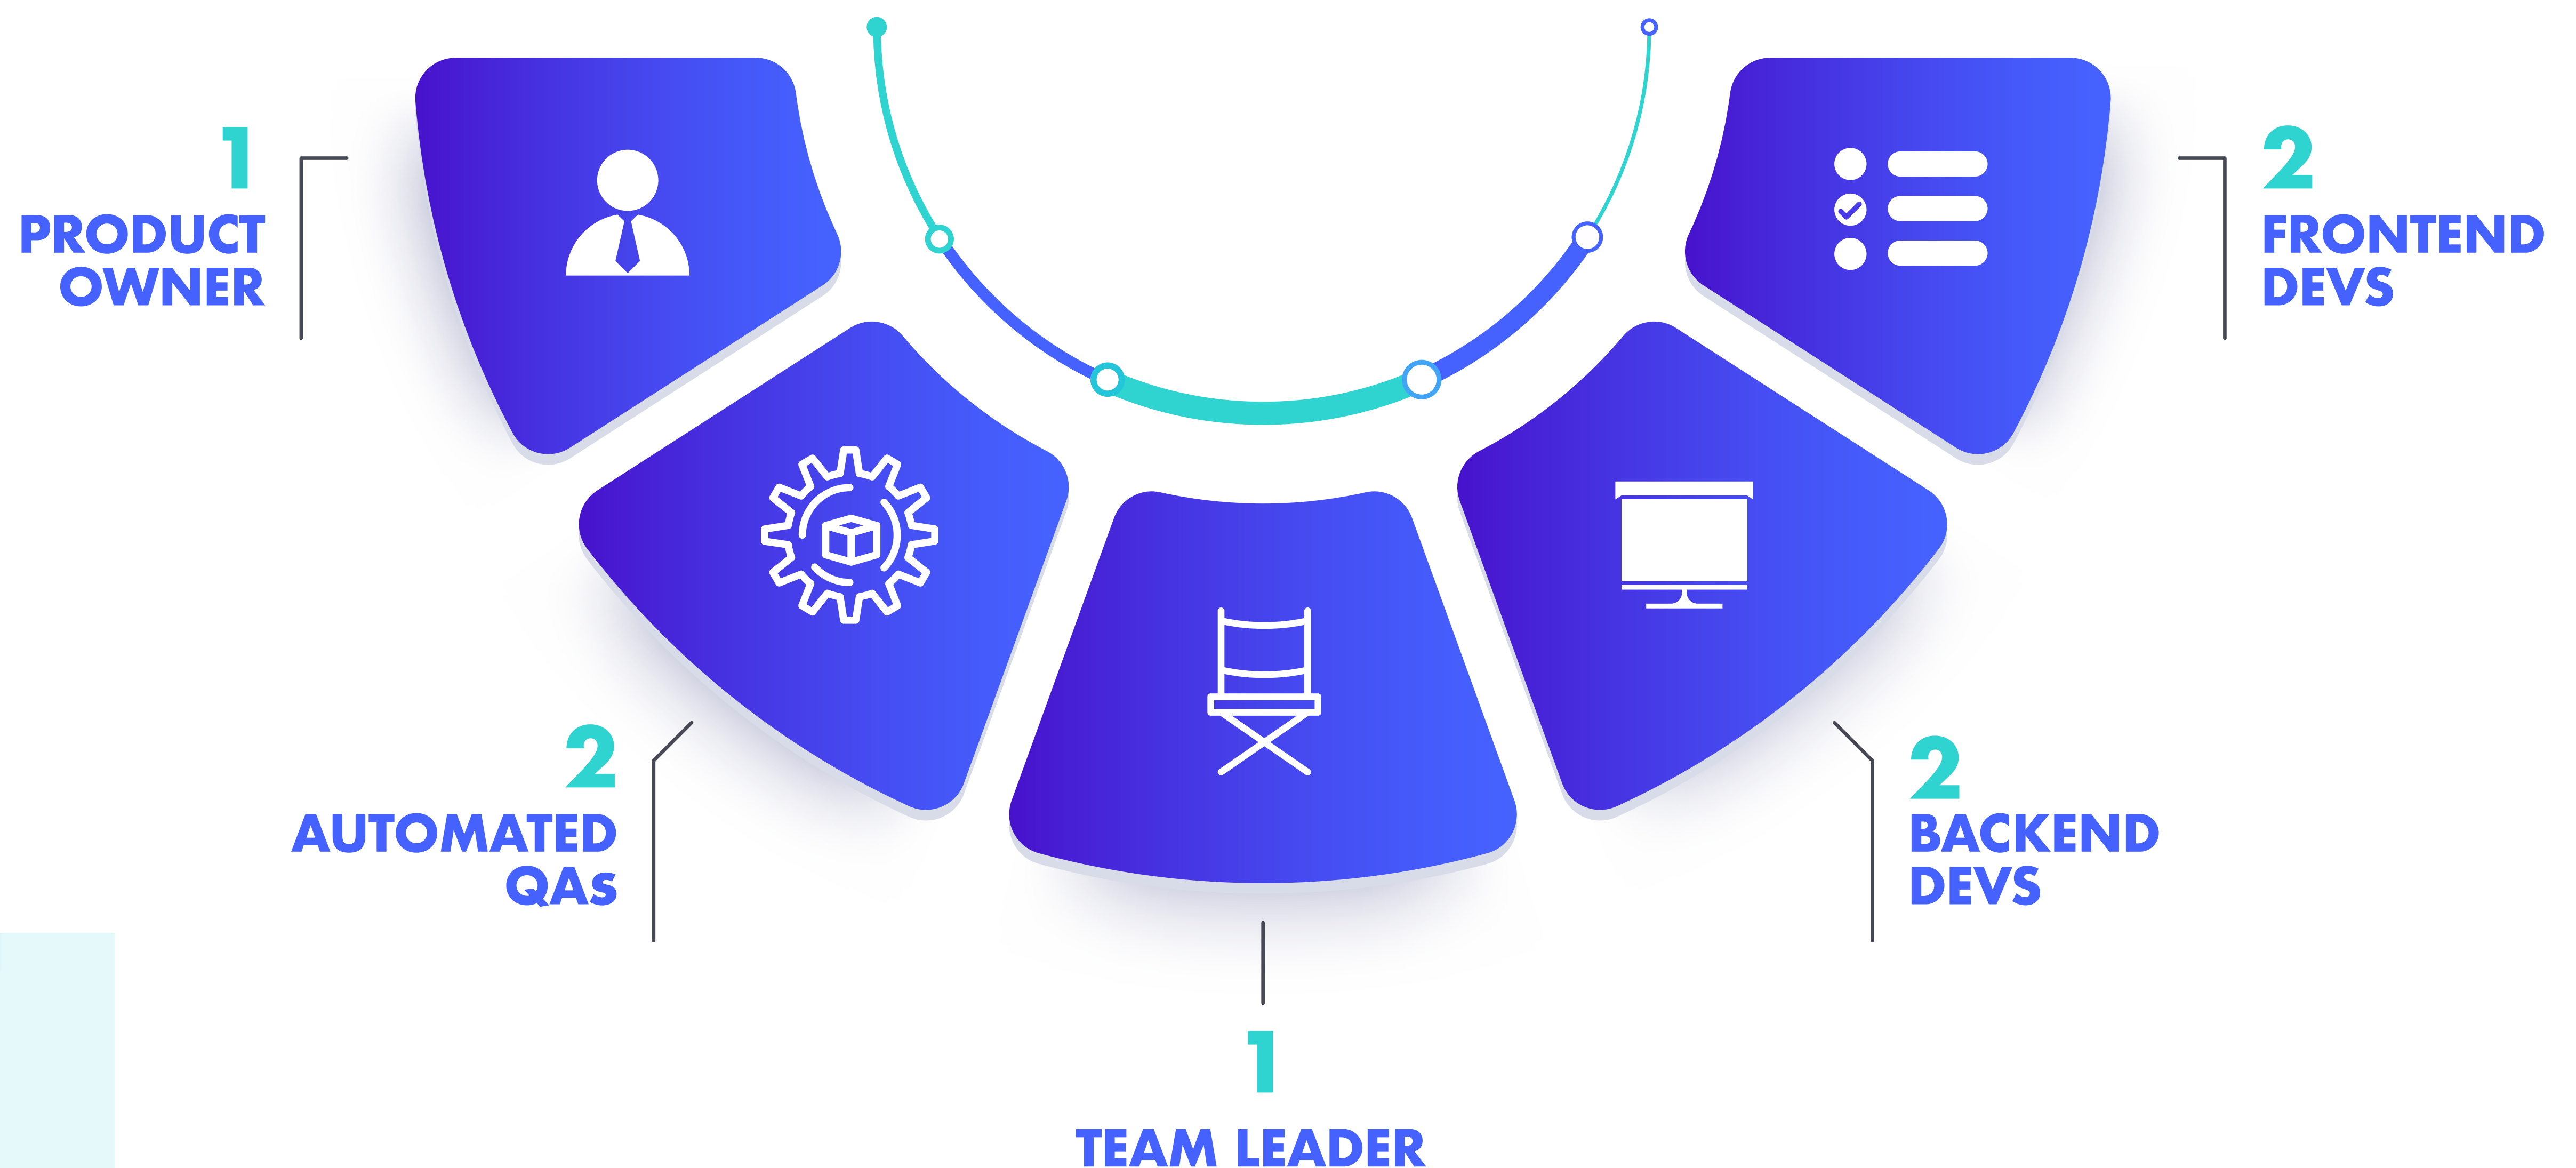 1
PRODUCT
OWNER
2
AUTOMATED
QAs
1
TEAM LEADER
2
BACKEND
DEVS
2
FRONTEND
DEVS